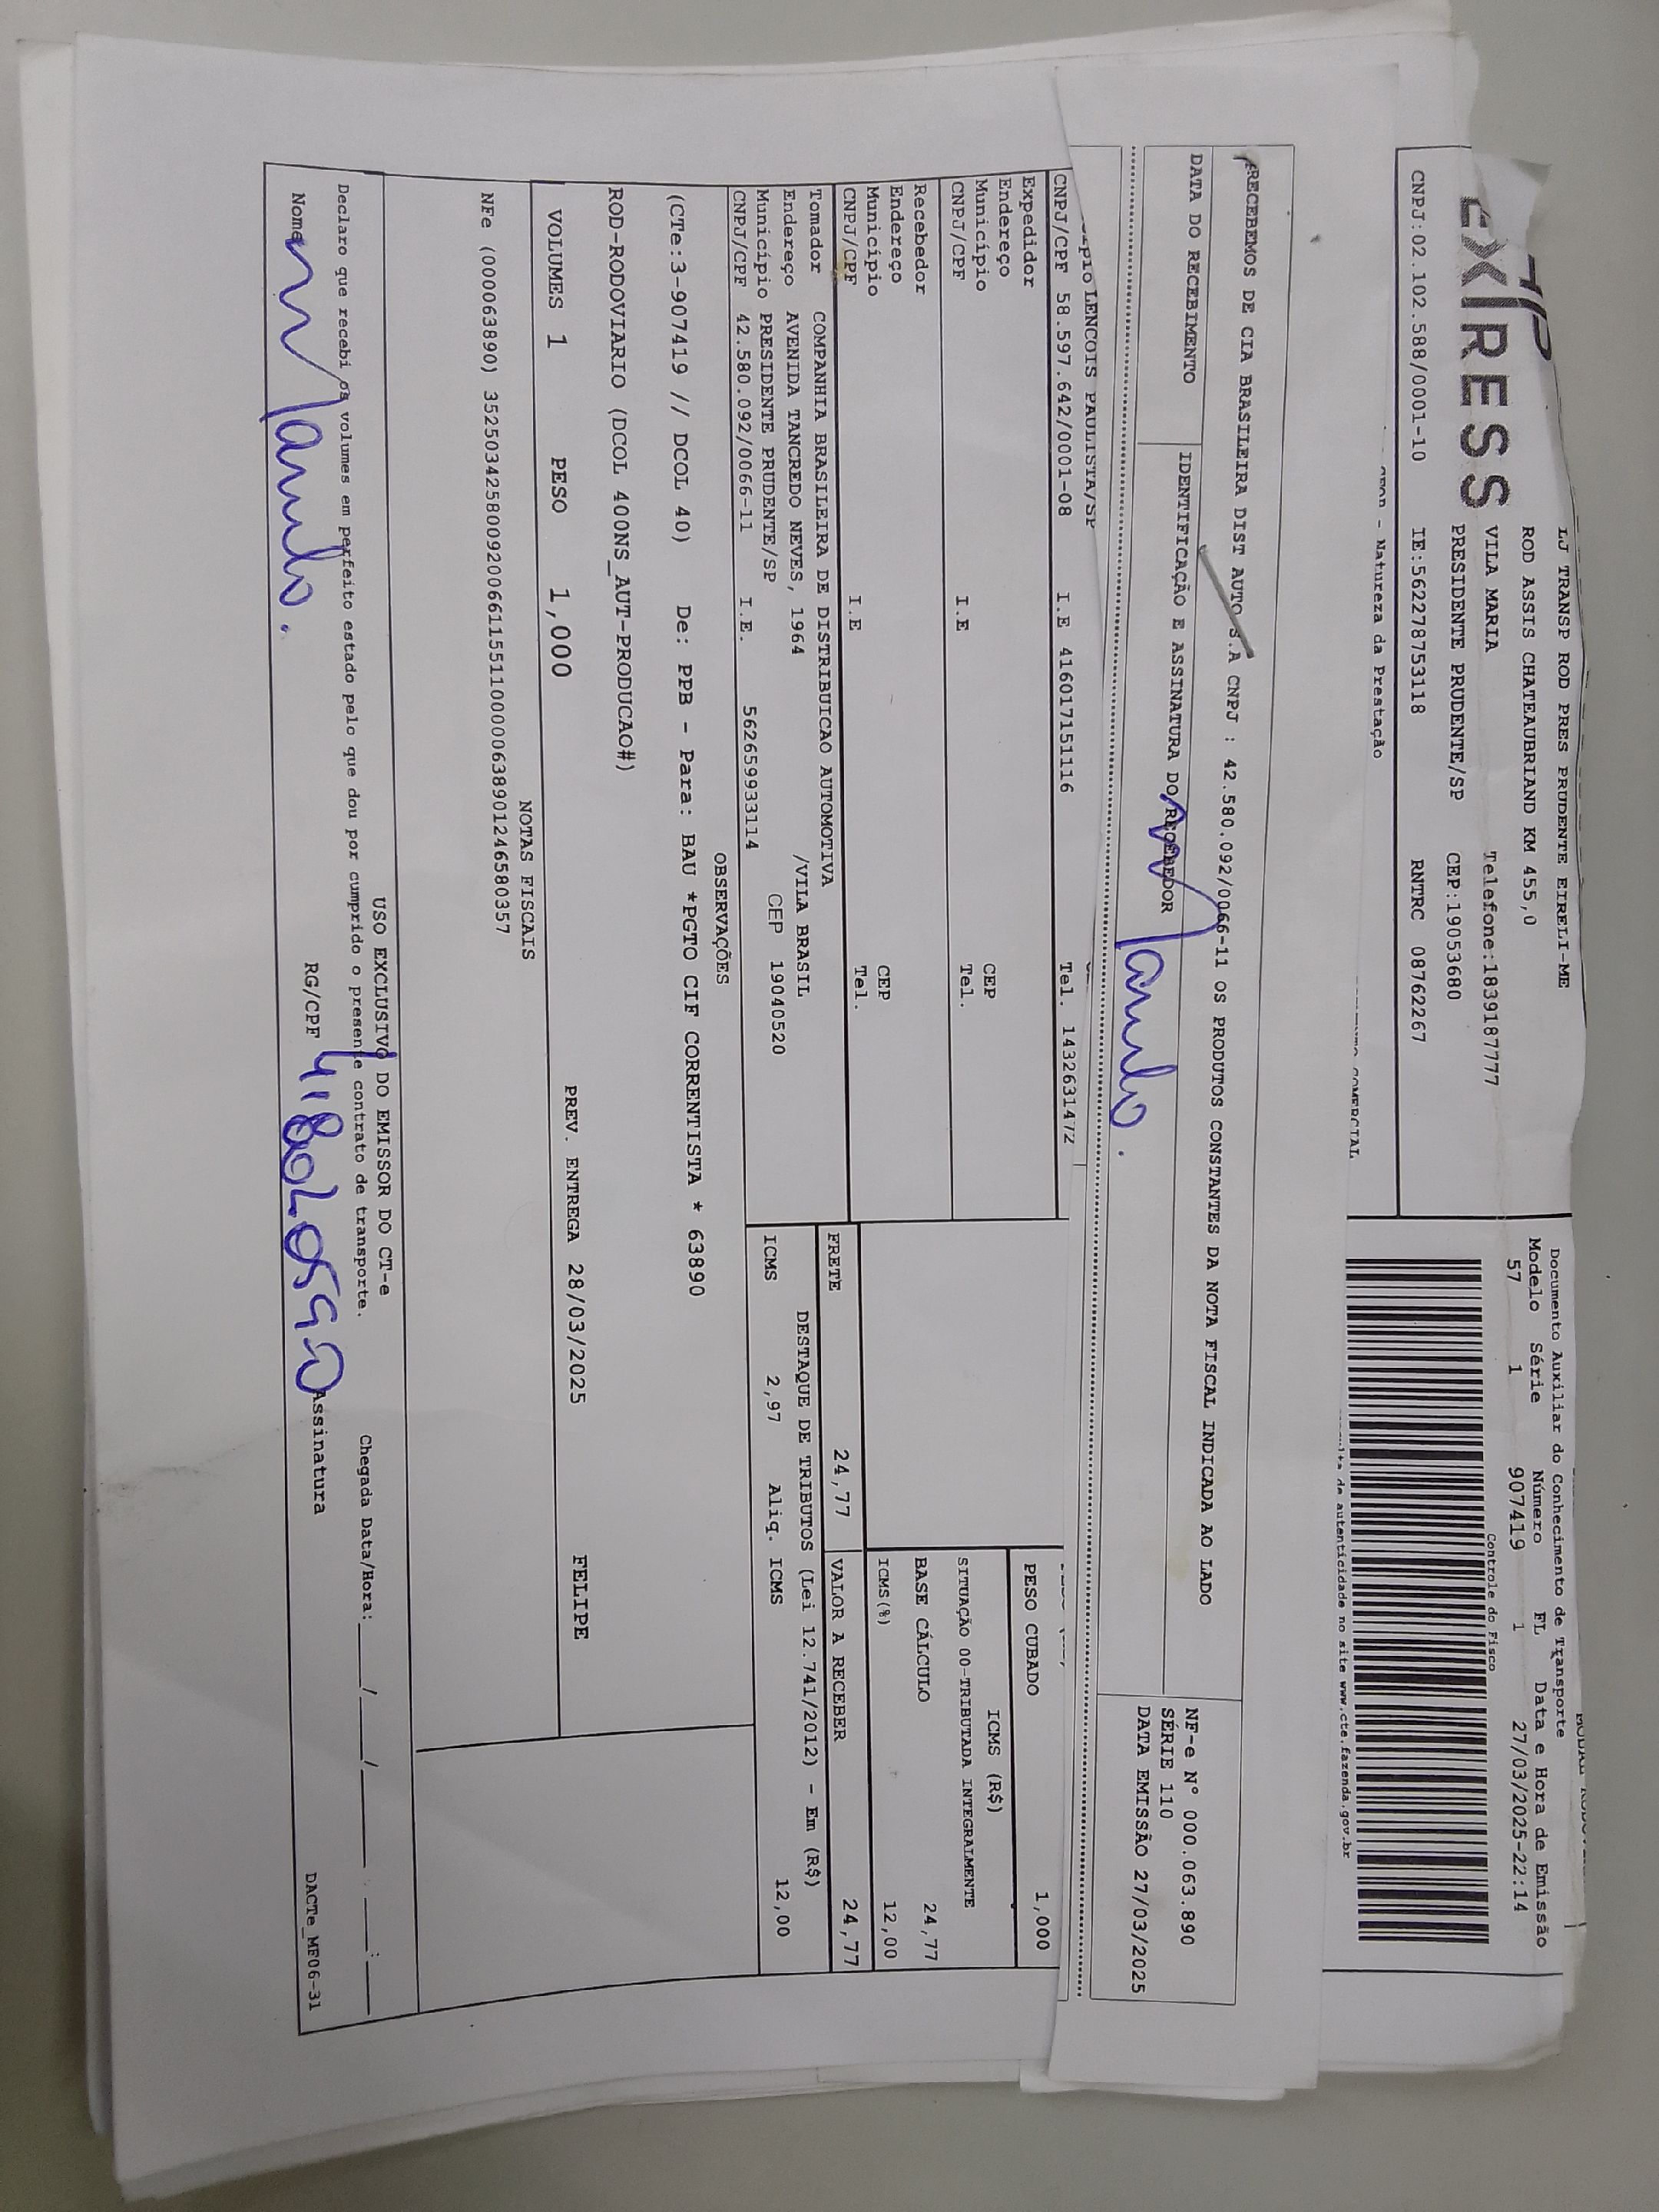 EXPRESS
LJ TRANSP ROD PRES PRUDENTE EIRELI-ME
ROD ASSIS CHATEAUBRIAND KM 455,0
VILA MARIA Telefone:1839187777
PRESIDENTE PRUDENTE/SP CEP:19053680
CNPJ:02.102.588/0001-10 IE:562278753118 RNTRC 08762267
Documento Auxiliar do Conhecimento de Transporte
Modelo Série Número FL Data e Hora de Emissão
57 1 907419 1 27/03/2025-22:14
Controle do Fisco
de autenticidade no site www.cte.fazenda.gov.br
- Natureza da Prestação
COMERCIAL
RECEBEMOS DE CIA BRASILEIRA DIST AUTO S.A CNPJ : 42.580.092/0066-11 OS PRODUTOS CONSTANTES DA NOTA FISCAL INDICADA AO LADO
DATA DO RECEBIMENTO
IDENTIFICAÇÃO E ASSINATURA DO RECEBEDOR
NF-e N° 000.063.890
SÉRIE 110
DATA EMISSÃO 27/03/2025
LENCOIS PAULISTA/SP
CNPJ/CPF 58.597.642/0001-08 I.E 416017151116 Tel. 1432631472
Expedidor
Endereço
Município CEP
CNPJ/CPF I.E Tel.
Recebedor
Endereço
Município CEP
CNPJ/CPF I.E Tel.
PESO CUBADO 1,000
ICMS (R$)
SITUAÇÃO 00-TRIBUTADA INTEGRALMENTE
BASE CÁLCULO 24,77
ICMS(%) 12,00
FRETE 24,77 VALOR A RECEBER 24,77
Tomador COMPANHIA BRASILEIRA DE DISTRIBUICAO AUTOMOTIVA
Endereço AVENIDA TANCREDO NEVES, 1964 /VILA BRASIL
Município PRESIDENTE PRUDENTE/SP CEP 19040520
CNPJ/CPF 42.580.092/0066-11 I.E. 562659933114
DESTAQUE DE TRIBUTOS (Lei 12.741/2012) - Em (R$)
ICMS 2,97 Aliq. ICMS 12,00
OBSERVAÇÕES
(CTe:3-907419 // DCOL 40) De: PPB - Para: BAU *PGTO CIF CORRENTISTA * 63890
ROD-RODOVIARIO (DCOL 400NS_AUT-PRODUCAO#)
VOLUMES 1 PESO 1,000 PREV. ENTREGA 28/03/2025 FELIPE
NOTAS FISCAIS
NFe (000063890) 35250342580092006611551100000638901246580357
USO EXCLUSIVO DO EMISSOR DO CT-e
Declaro que recebi os volumes em perfeito estado pelo que dou por cumprido o presente contrato de transporte.
Chegada Data/Hora: ___/___/_____ ___:___
Nome RG/CPF Assinatura
DACTe_MF06-31